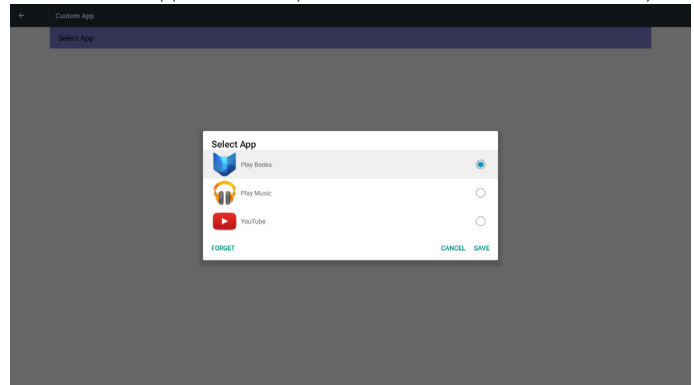 Custom App
Select App
Select App
Play Books
Play Music
YouTube
FORGET CANCEL SAVE